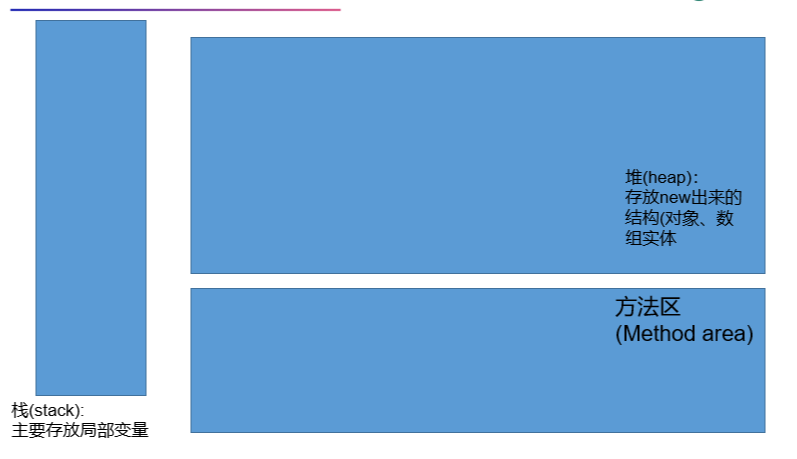 堆(heap):
存放new出来的
结构(对象、数
组实体
方法区
(Method area)
栈(stack):
主要存放局部变量